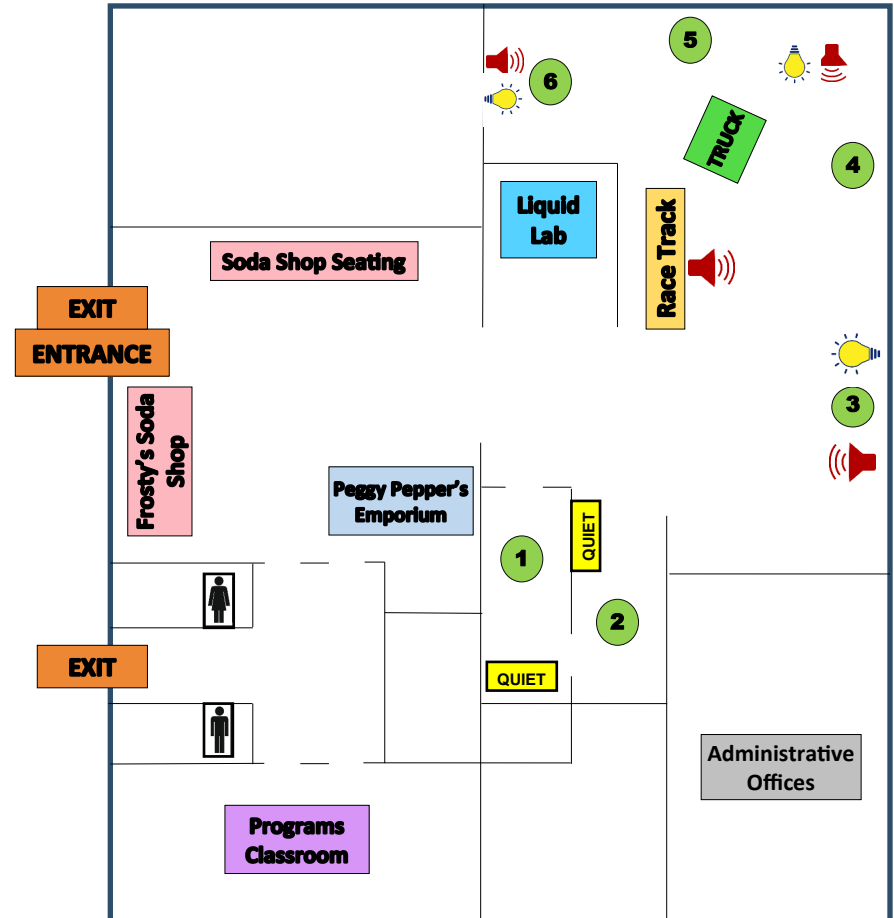 5
6
TRUCK
4
Liquid
Lab
Race Track
Soda Shop Seating
EXIT
ENTRANCE
3
Frosty's Soda
Shop
Peggy Pepper's
Emporium
QUIET
1
2
EXIT
QUIET
Administrative
Offices
Programs
Classroom